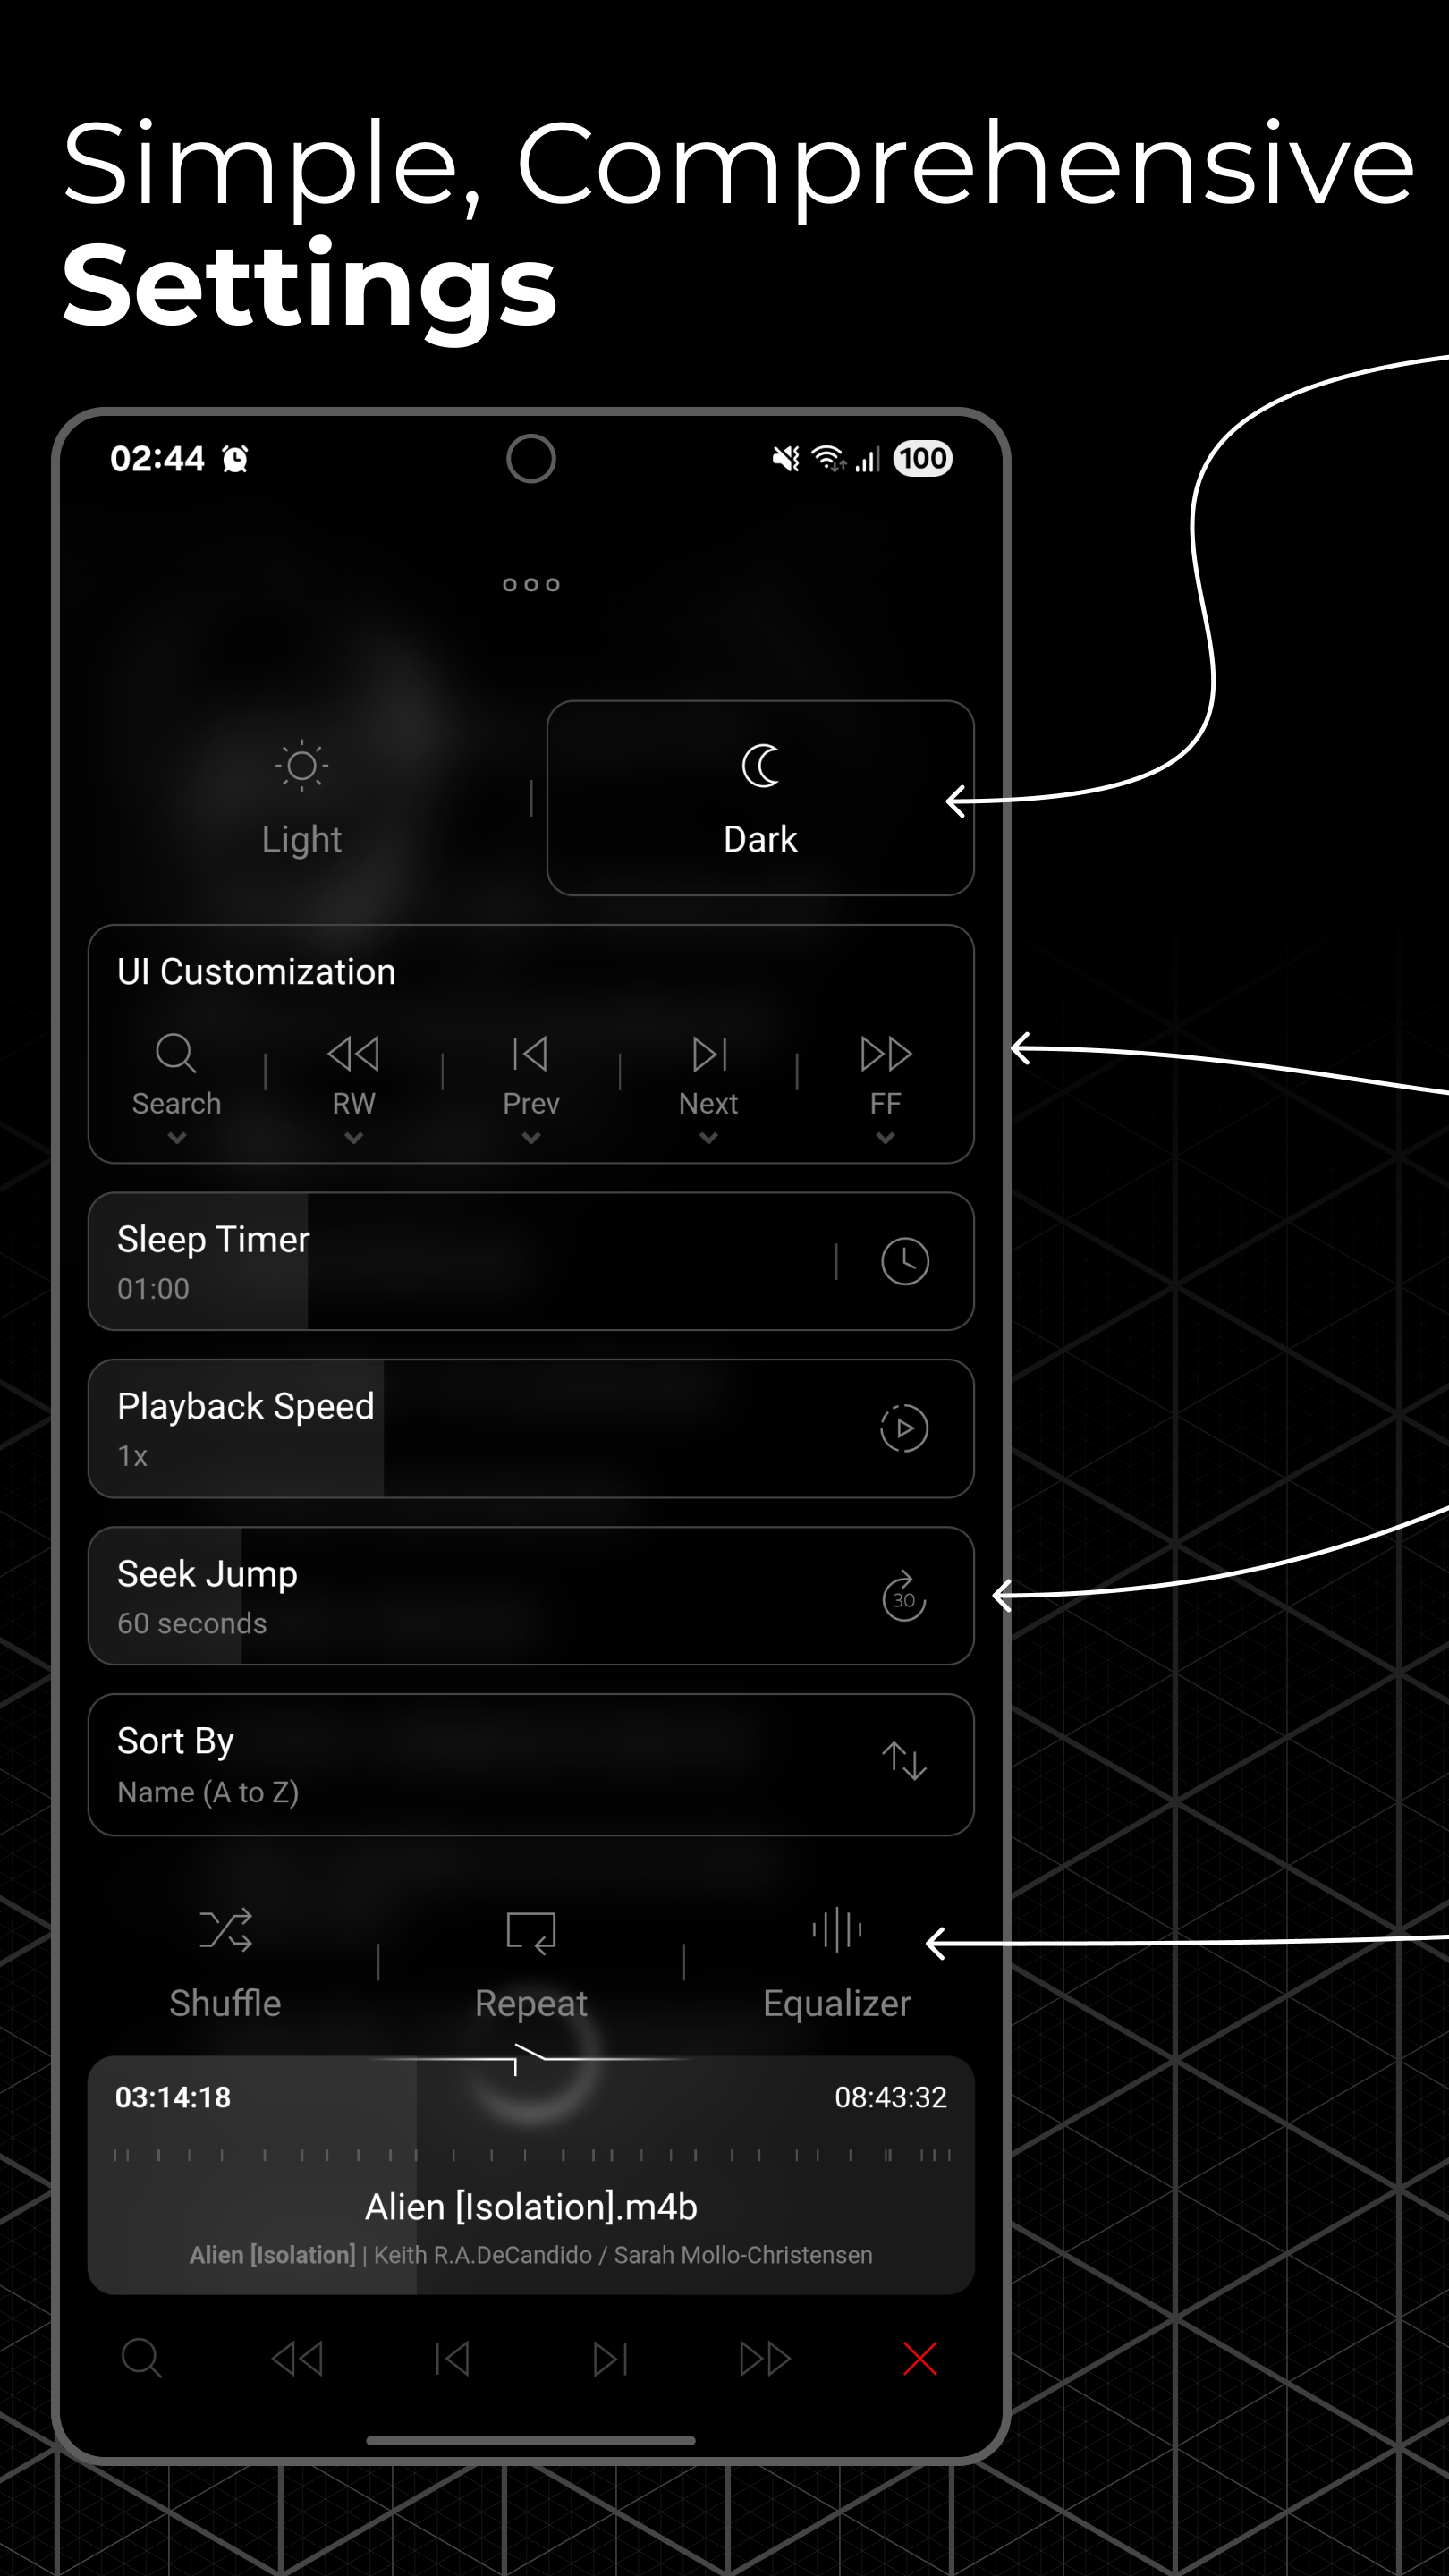 Simple, Comprehensive
Settings
02:44 100
Light Dark
UI Customization
Search RW Prev Next FF
Sleep Timer
01:00
Playback Speed
1x
Seek Jump
60 seconds
30
Sort By
Name (A to Z)
Shuffle Repeat Equalizer
03:14:18 08:43:32
Alien [Isolation].m4b
Alien [Isolation] | Keith R.A.DeCandido / Sarah Mollo-Christensen